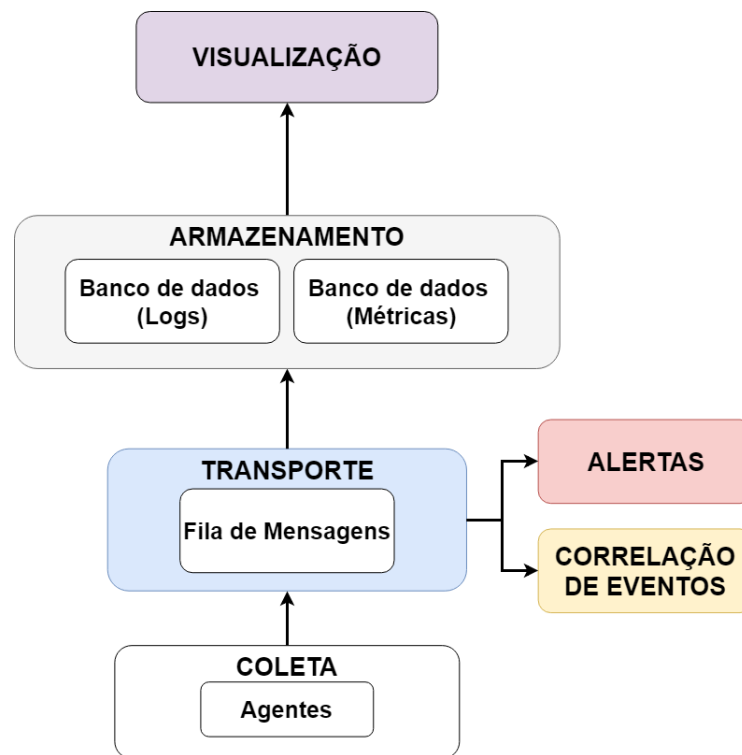 VISUALIZAÇÃO
ARMAZENAMENTO
Banco de dados
(Logs)
Banco de dados
(Métricas)
TRANSPORTE
Fila de Mensagens
ALERTAS
CORRELAÇÃO
DE EVENTOS
COLETA
Agentes